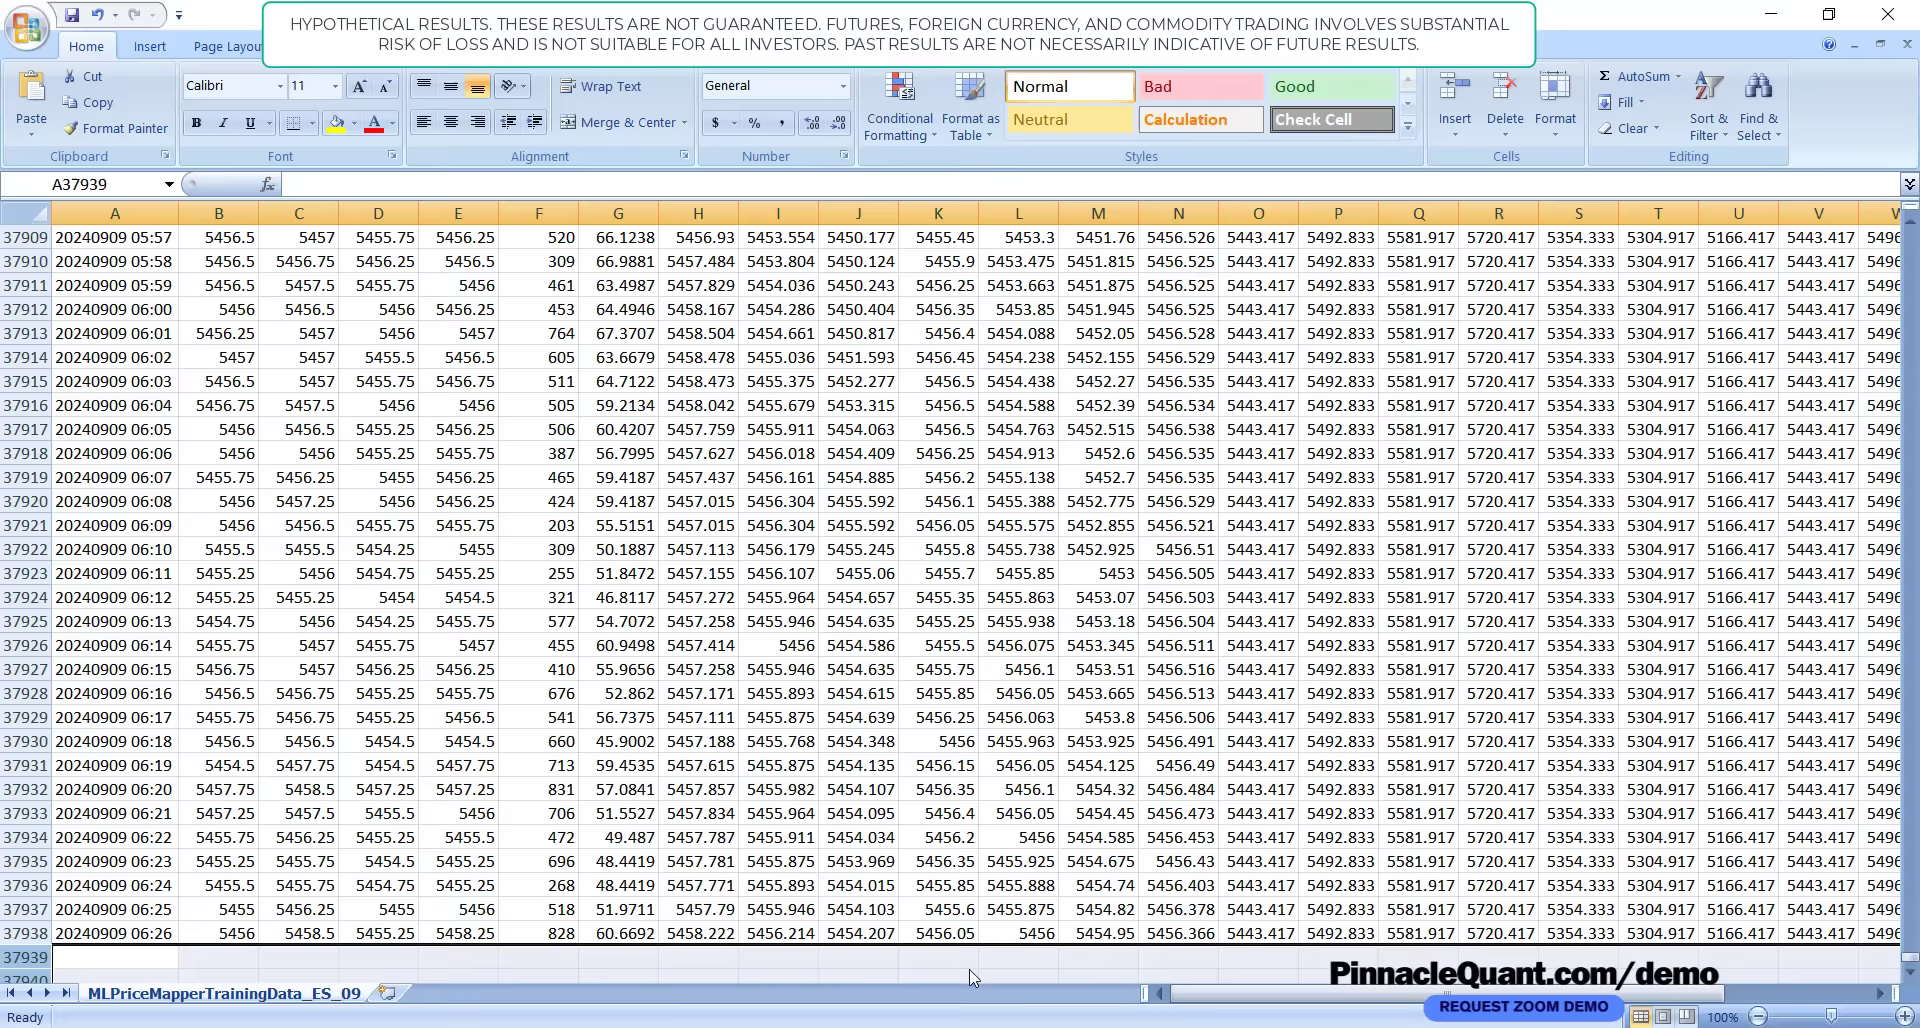 HYPOTHETICAL RESULTS. THESE RESULTS ARE NOT GUARANTEED. FUTURES, FOREIGN CURRENCY, AND COMMODITY TRADING INVOLVES SUBSTANTIAL
RISK OF LOSS AND IS NOT SUITABLE FOR ALL INVESTORS. PAST RESULTS ARE NOT NECESSARILY INDICATIVE OF FUTURE RESULTS.
Home Insert Page Layou
Cut
Copy
Format Painter
Paste
Clipboard
Calibri 11
B I U
Font
Wrap Text
Merge & Center
Alignment
General
$ % ,
Number
Conditional Formatting
Format as Table
Normal Bad Good
Neutral Calculation Check Cell
Styles
Insert Delete Format
Cells
AutoSum
Fill
Clear
Sort & Filter
Find & Select
Editing
A37939 fx
A B C D E F G H I J K L M N O P Q R S T U V W
37909 20240909 05:57 5456.5 5457 5455.75 5456.25 520 66.1238 5456.93 5453.554 5450.177 5455.45 5453.3 5451.76 5456.526 5443.417 5492.833 5581.917 5720.417 5354.333 5304.917 5166.417 5443.417 5496
37910 20240909 05:58 5456.5 5456.75 5456.25 5456.5 309 66.9881 5457.484 5453.804 5450.124 5455.9 5453.475 5451.815 5456.525 5443.417 5492.833 5581.917 5720.417 5354.333 5304.917 5166.417 5443.417 5496
37911 20240909 05:59 5456.5 5457.5 5455.75 5456 461 63.4987 5457.829 5454.036 5450.243 5456.25 5453.663 5451.875 5456.525 5443.417 5492.833 5581.917 5720.417 5354.333 5304.917 5166.417 5443.417 5496
37912 20240909 06:00 5456 5456.5 5456 5456.25 453 64.4946 5458.167 5454.286 5450.404 5456.35 5453.85 5451.945 5456.525 5443.417 5492.833 5581.917 5720.417 5354.333 5304.917 5166.417 5443.417 5496
37913 20240909 06:01 5456.25 5457 5456 5457 764 67.3707 5458.504 5454.661 5450.817 5456.4 5454.088 5452.05 5456.528 5443.417 5492.833 5581.917 5720.417 5354.333 5304.917 5166.417 5443.417 5496
37914 20240909 06:02 5457 5457 5455.5 5456.5 605 63.6679 5458.478 5455.036 5451.593 5456.45 5454.238 5452.155 5456.529 5443.417 5492.833 5581.917 5720.417 5354.333 5304.917 5166.417 5443.417 5496
37915 20240909 06:03 5456.5 5457 5455.75 5456.75 511 64.7122 5458.473 5455.375 5452.277 5456.5 5454.438 5452.27 5456.535 5443.417 5492.833 5581.917 5720.417 5354.333 5304.917 5166.417 5443.417 5496
37916 20240909 06:04 5456.75 5457.5 5456 5456 505 59.2134 5458.042 5455.679 5453.315 5456.5 5454.588 5452.39 5456.534 5443.417 5492.833 5581.917 5720.417 5354.333 5304.917 5166.417 5443.417 5496
37917 20240909 06:05 5456 5456.5 5455.25 5456.25 506 60.4207 5457.759 5455.911 5454.063 5456.5 5454.763 5452.515 5456.538 5443.417 5492.833 5581.917 5720.417 5354.333 5304.917 5166.417 5443.417 5496
37918 20240909 06:06 5456 5456 5455.25 5455.75 387 56.7995 5457.627 5456.018 5454.409 5456.25 5454.913 5452.6 5456.535 5443.417 5492.833 5581.917 5720.417 5354.333 5304.917 5166.417 5443.417 5496
37919 20240909 06:07 5455.75 5456.25 5455 5456.25 465 59.4187 5457.437 5456.161 5454.885 5456.2 5455.138 5452.7 5456.535 5443.417 5492.833 5581.917 5720.417 5354.333 5304.917 5166.417 5443.417 5496
37920 20240909 06:08 5456 5457.25 5456 5456.25 424 59.4187 5457.015 5456.304 5455.592 5456.1 5455.388 5452.775 5456.529 5443.417 5492.833 5581.917 5720.417 5354.333 5304.917 5166.417 5443.417 5496
37921 20240909 06:09 5456 5456.5 5455.75 5455.75 203 55.5151 5457.015 5456.304 5455.592 5456.05 5455.575 5452.855 5456.521 5443.417 5492.833 5581.917 5720.417 5354.333 5304.917 5166.417 5443.417 5496
37922 20240909 06:10 5455.5 5455.5 5454.25 5455 309 50.1887 5457.113 5456.179 5455.245 5455.8 5455.738 5452.925 5456.51 5443.417 5492.833 5581.917 5720.417 5354.333 5304.917 5166.417 5443.417 5496
37923 20240909 06:11 5455.25 5456 5454.75 5455.25 255 51.8472 5457.155 5456.107 5455.06 5455.7 5455.85 5453 5456.505 5443.417 5492.833 5581.917 5720.417 5354.333 5304.917 5166.417 5443.417 5496
37924 20240909 06:12 5455.25 5455.25 5454 5454.5 321 46.8117 5457.272 5455.964 5454.657 5455.35 5455.863 5453.07 5456.503 5443.417 5492.833 5581.917 5720.417 5354.333 5304.917 5166.417 5443.417 5496
37925 20240909 06:13 5454.75 5456 5454.25 5455.75 577 54.7072 5457.258 5455.946 5454.635 5455.25 5455.938 5453.18 5456.504 5443.417 5492.833 5581.917 5720.417 5354.333 5304.917 5166.417 5443.417 5496
37926 20240909 06:14 5455.75 5457 5455.75 5457 455 60.9498 5457.414 5456 5454.586 5455.5 5456.075 5453.345 5456.511 5443.417 5492.833 5581.917 5720.417 5354.333 5304.917 5166.417 5443.417 5496
37927 20240909 06:15 5456.75 5457 5456.25 5456.25 410 55.9656 5457.258 5455.946 5454.635 5455.75 5456.1 5453.51 5456.516 5443.417 5492.833 5581.917 5720.417 5354.333 5304.917 5166.417 5443.417 5496
37928 20240909 06:16 5456.5 5456.75 5455.25 5455.75 676 52.862 5457.171 5455.893 5454.615 5455.85 5456.05 5453.665 5456.513 5443.417 5492.833 5581.917 5720.417 5354.333 5304.917 5166.417 5443.417 5496
37929 20240909 06:17 5455.75 5456.75 5455.25 5456.5 541 56.7375 5457.111 5455.875 5454.639 5456.25 5456.063 5453.8 5456.506 5443.417 5492.833 5581.917 5720.417 5354.333 5304.917 5166.417 5443.417 5496
37930 20240909 06:18 5456.5 5456.5 5454.5 5454.5 660 45.9002 5457.188 5455.768 5454.348 5456 5455.963 5453.925 5456.491 5443.417 5492.833 5581.917 5720.417 5354.333 5304.917 5166.417 5443.417 5496
37931 20240909 06:19 5454.5 5457.75 5454.5 5457.75 713 59.4535 5457.615 5455.875 5454.135 5456.15 5456.05 5454.125 5456.49 5443.417 5492.833 5581.917 5720.417 5354.333 5304.917 5166.417 5443.417 5496
37932 20240909 06:20 5457.75 5458.5 5457.25 5457.25 831 57.0841 5457.857 5455.982 5454.107 5456.35 5456.1 5454.32 5456.484 5443.417 5492.833 5581.917 5720.417 5354.333 5304.917 5166.417 5443.417 5496
37933 20240909 06:21 5457.25 5457.5 5455.5 5456 706 51.5527 5457.834 5455.964 5454.095 5456.4 5456.05 5454.45 5456.473 5443.417 5492.833 5581.917 5720.417 5354.333 5304.917 5166.417 5443.417 5496
37934 20240909 06:22 5455.75 5456.25 5455.25 5455.5 472 49.487 5457.787 5455.911 5454.034 5456.2 5456 5454.585 5456.453 5443.417 5492.833 5581.917 5720.417 5354.333 5304.917 5166.417 5443.417 5496
37935 20240909 06:23 5455.25 5455.75 5454.5 5455.25 696 48.4419 5457.781 5455.875 5453.969 5456.35 5455.925 5454.675 5456.43 5443.417 5492.833 5581.917 5720.417 5354.333 5304.917 5166.417 5443.417 5496
37936 20240909 06:24 5455.5 5455.75 5454.75 5455.25 268 48.4419 5457.771 5455.893 5454.015 5455.85 5455.888 5454.74 5456.403 5443.417 5492.833 5581.917 5720.417 5354.333 5304.917 5166.417 5443.417 5496
37937 20240909 06:25 5455 5456.25 5455 5456 518 51.9711 5457.79 5455.946 5454.103 5455.6 5455.875 5454.82 5456.378 5443.417 5492.833 5581.917 5720.417 5354.333 5304.917 5166.417 5443.417 5496
37938 20240909 06:26 5456 5458.5 5455.25 5458.25 828 60.6692 5458.222 5456.214 5454.207 5456.05 5456 5454.95 5456.366 5443.417 5492.833 5581.917 5720.417 5354.333 5304.917 5166.417 5443.417 5496
37939
37940
PinnacleQuant.com/demo
MLPriceMapperTrainingData_ES_09
REQUEST ZOOM DEMO
Ready 100%